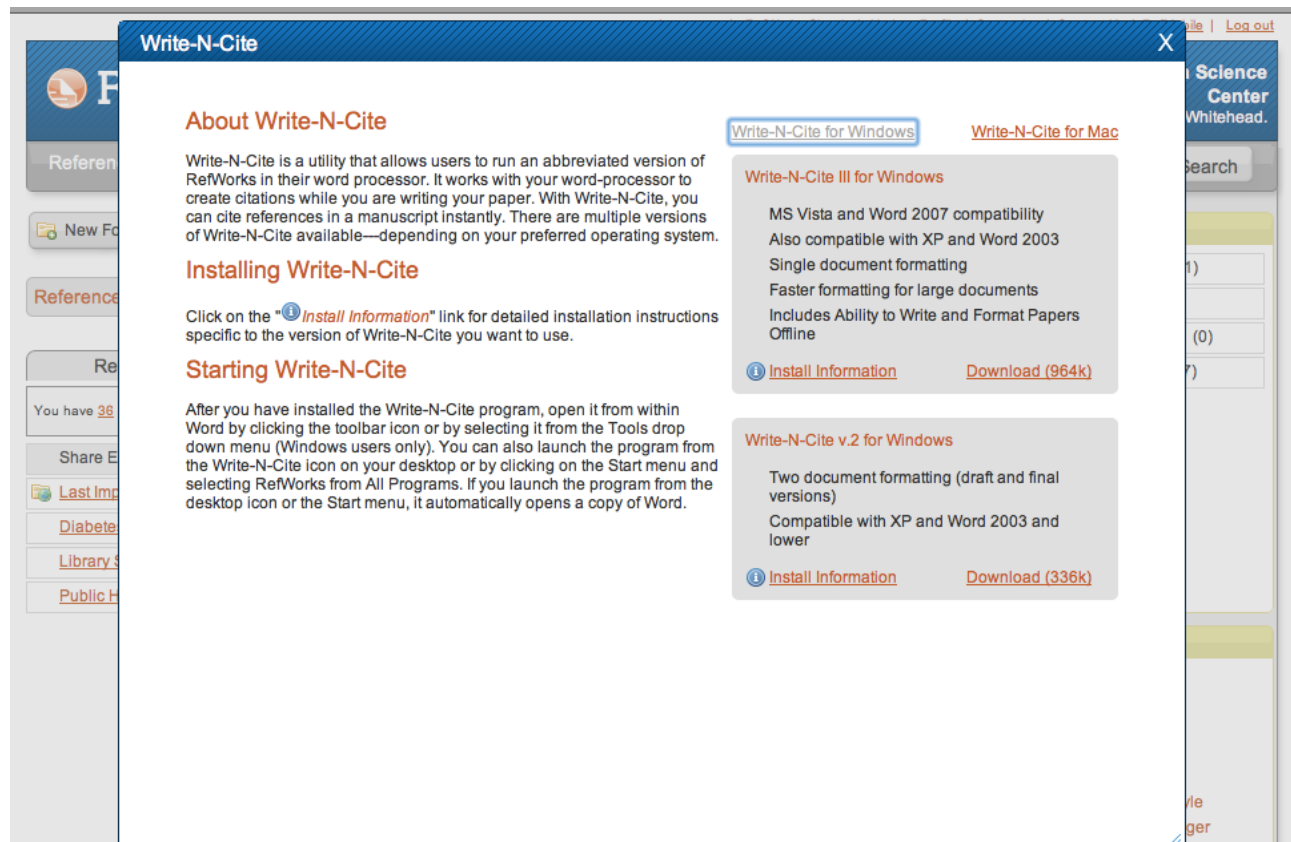 Log out
Write-N-Cite
X
Science
Center
Whitehead.
Search
New
You have 36
Share
Last
Library
Public
(0)
About Write-N-Cite
Write-N-Cite is a utility that allows users to run an abbreviated version of
RefWorks in their word processor. It works with your word-processor to
create citations while you are writing your paper. With Write-N-Cite, you
can cite references in a manuscript instantly. There are multiple versions
of Write-N-Cite available---depending on your preferred operating system.
Installing Write-N-Cite
Click on the "Install Information" link for detailed installation instructions
specific to the version of Write-N-Cite you want to use.
Starting Write-N-Cite
After you have installed the Write-N-Cite program, open it from within
Word by clicking the toolbar icon or by selecting it from the Tools drop
down menu (Windows users only). You can also launch the program from
the Write-N-Cite icon on your desktop or by clicking on the Start menu and
selecting RefWorks from All Programs. If you launch the program from the
desktop icon or the Start menu, it automatically opens a copy of Word.
Write-N-Cite for Windows Write-N-Cite for Mac
Write-N-Cite III for Windows
MS Vista and Word 2007 compatibility
Also compatible with XP and Word 2003
Single document formatting
Faster formatting for large documents
Includes Ability to Write and Format Papers
Offline
Install Information Download (964k)
Write-N-Cite v.2 for Windows
Two document formatting (draft and final
versions)
Compatible with XP and Word 2003 and
lower
Install Information Download (336k)